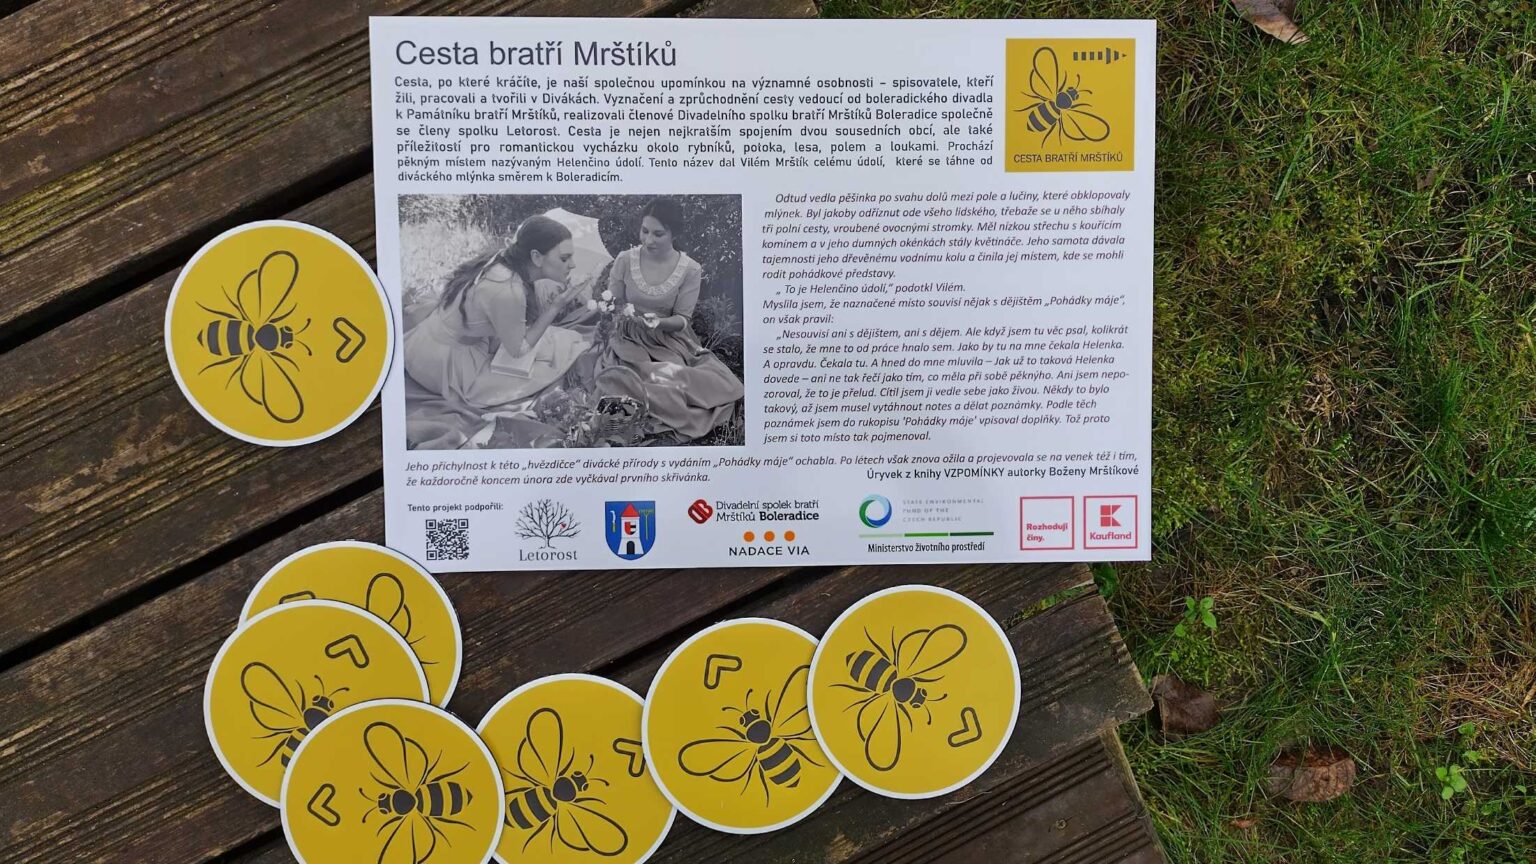 Cesta bratří Mrštíků
Cesta, po které kráčíte, je naší společnou upomínkou na významné osobnosti – spisovatele, kteří
žili, pracovali a tvořili v Divákách. Vyznačení a zprůchodnění cesty vedoucí od boleradického divadla
k Památníku bratří Mrštíků, realizovali členové Divadelního spolku bratří Mrštíků Boleradice společně
se členy spolku Letorost. Cesta je nejen nejkratším spojením dvou sousedních obcí, ale také
příležitostí pro romantickou vycházku okolo rybníků, potoka, lesa, polem a loukami. Prochází
pěkným místem nazývaným Helenčino údolí. Tento název dal Vilém Mrštík celému údolí, které se táhne od
diváckého mlýnka směrem k Boleradicím.
CESTA BRATŘÍ MRŠTÍKŮ
Odtud vedla pěšinka po svahu dolů mezi pole a lučiny, které obklopovaly
mlýnek. Byl jakoby odříznut ode všeho lidského, třebaže se u něho sbíhaly
tři polní cesty, vroubené ovocnými stromky. Měl nízkou střechu s kouřícím
komínem a v jeho dumných okénkách stály květináče. Jeho samota dávala
tajemnosti jeho dřevěnému vodnímu kolu a činila jej místem, kde se mohli
rodit pohádkové představy.
„ To je Helenčino údolí,“ podotkl Vilém.
Myslila jsem, že naznačené místo souvisí nějak s dějištěm „Pohádky máje“,
on však pravil:
„Nesouvisí ani s dějištem, ani s dějem. Ale když jsem tu věc psal, kolikrát
se stalo, že mne to od práce hnalo sem. Jako by tu na mne čekala Helenka.
A opravdu. Čekala tu. A hned do mne mluvila – Jak už to taková Helenka
dovede – ani ne tak řečí jako tím, co měla při sobě pěknýho. Ani jsem nepo-
zoroval, že to je přelud. Cítil jsem ji vedle sebe jako živou. Někdy to bylo
takový, až jsem musel vytáhnout notes a dělat poznámky. Podle těch
poznámek jsem do rukopisu 'Pohádky máje' vpisoval doplňky. Tož proto
jsem si toto místo tak pojmenoval.
Jeho přichylnost k této „hvězdičce“ divácké přírody s vydáním „Pohádky máje“ ochabla. Po létech však znova ožila a projevovala se na venek též i tím,
že každoročně koncem února zde vyčkával prvního skřivánka.
Úryvek z knihy VZPOMÍNKY autorky Boženy Mrštíkové
Tento projekt podpořili:
Letorost
Divadelní spolek bratří
Mrštíků Boleradice
NADACE VIA
STATE ENVIRONMENTAL
FUND OF THE
CZECH REPUBLIC
Ministerstvo životního prostředí
Rozhodují
činy.
Kaufland